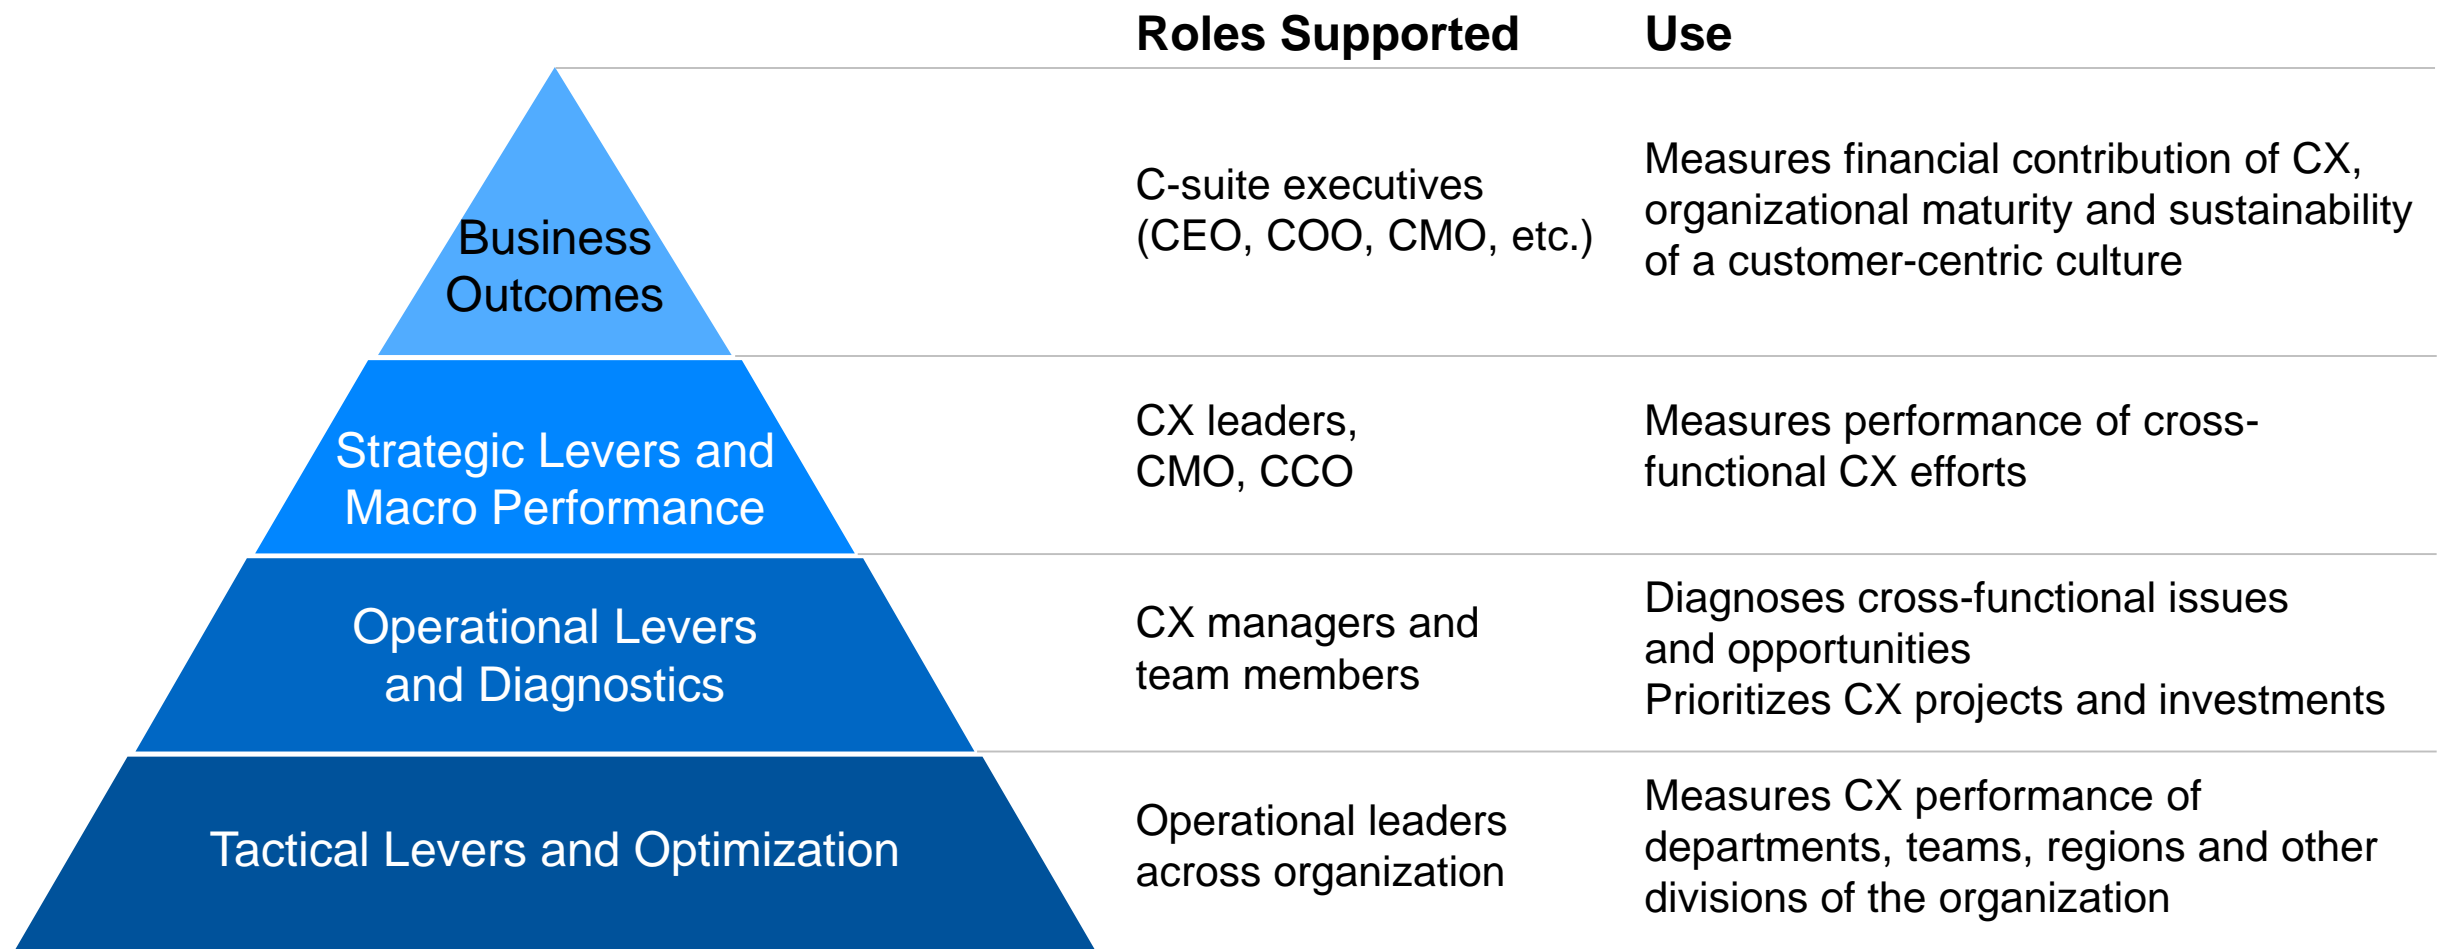 Roles Supported
Use
Business
Outcomes
C-suite executives
(CEO, COO, CMO, etc.)
Measures financial contribution of CX,
organizational maturity and sustainability
of a customer-centric culture
Strategic Levers and
Macro Performance
CX leaders,
CMO, CCO
Measures performance of cross-
functional CX efforts
Operational Levers
and Diagnostics
CX managers and
team members
Diagnoses cross-functional issues
and opportunities
Prioritizes CX projects and investments
Tactical Levers and Optimization
Operational leaders
across organization
Measures CX performance of
departments, teams, regions and other
divisions of the organization